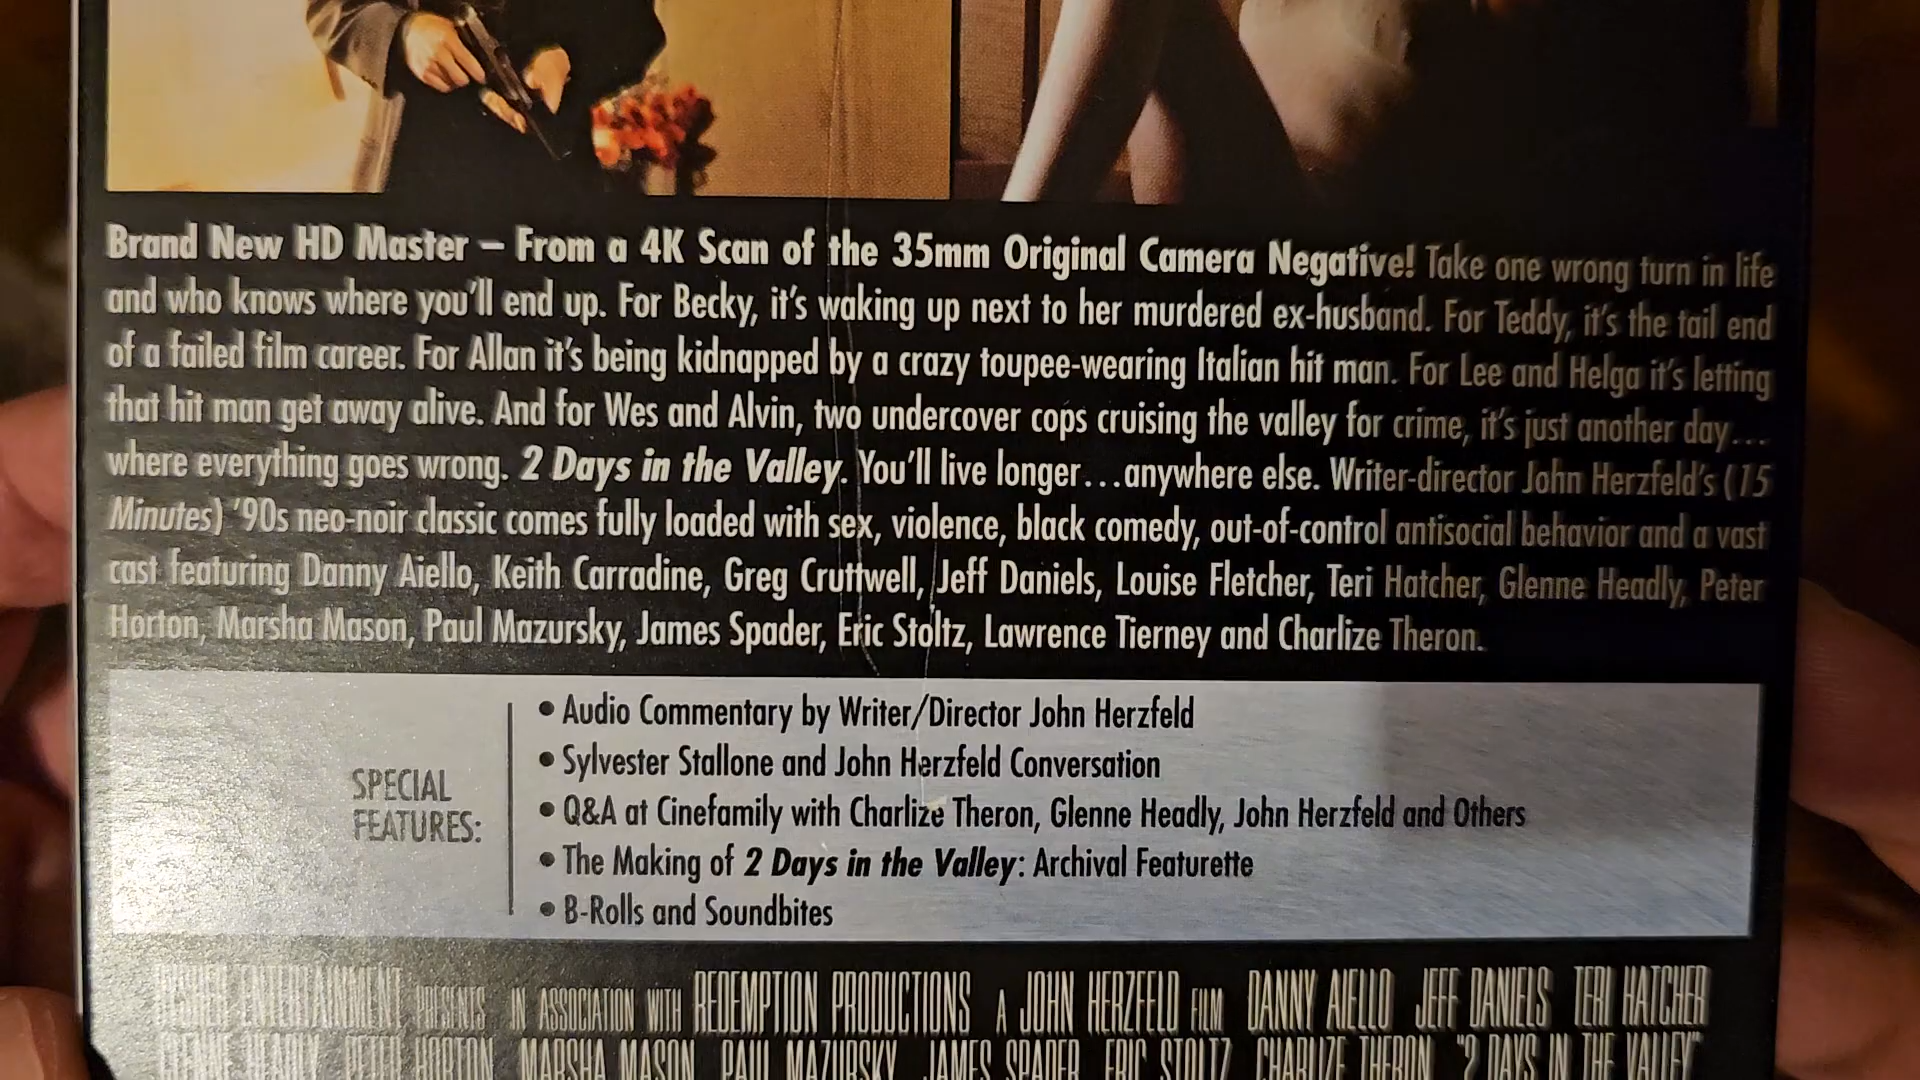 Brand New HD Master – From a 4K Scan of the 35mm Original Camera Negative! Take one wrong turn in life
and who knows where you'll end up. For Becky, it's waking up next to her murdered ex-husband. For Teddy, it's the tail end
of a failed film career. For Allan it's being kidnapped by a crazy toupee-wearing Italian hit man. For Lee and Helga it's letting
that hit man get away alive. And for Wes and Alvin, two undercover cops cruising the valley for crime, it's just another day...
where everything goes wrong. 2 Days in the Valley. You'll live longer...anywhere else. Writer-director John Herzfeld's (15
Minutes) '90s neo-noir classic comes fully loaded with sex, violence, black comedy, out-of-control antisocial behavior and a vast
cast featuring Danny Aiello, Keith Carradine, Greg Cruttwell, Jeff Daniels, Louise Fletcher, Teri Hatcher, Glenne Headly, Peter
Horton, Marsha Mason, Paul Mazursky, James Spader, Eric Stoltz, Lawrence Tierney and Charlize Theron.
SPECIAL
FEATURES:
• Audio Commentary by Writer/Director John Herzfeld
• Sylvester Stallone and John Herzfeld Conversation
• Q&A at Cinefamily with Charlize Theron, Glenne Headly, John Herzfeld and Others
• The Making of 2 Days in the Valley: Archival Featurette
• B-Rolls and Soundbites
ENTERTAINMENT PRESENTS IN ASSOCIATION WITH REDEMPTION PRODUCTIONS A JOHN HERZFELD FILM DANNY AIELLO JEFF DANIELS TERI HATCHER
GLENNE HEADLY PETER HORTON MARSHA MASON PAUL MAZURSKY JAMES SPADER ERIC STOLTZ CHARLIZE THERON "2 DAYS IN THE VALLEY"